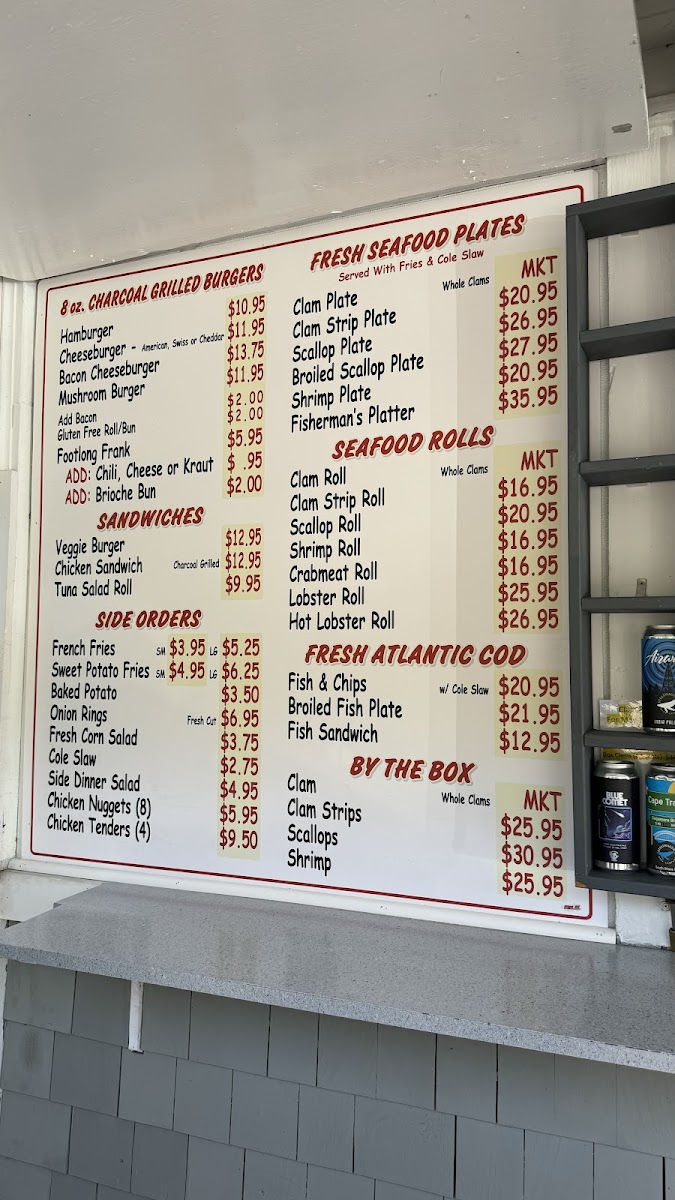 8 oz. CHARCOAL GRILLED BURGERS
Hamburger $10.95
Cheeseburger - American, Swiss or Cheddar $11.95
Bacon Cheeseburger $13.75
Mushroom Burger $11.95
Add Bacon $2.00
Gluten Free Roll/Bun $2.00
Footlong Frank $5.95
ADD: Chili, Cheese or Kraut $ .95
ADD: Brioche Bun $2.00
SANDWICHES
Veggie Burger $12.95
Chicken Sandwich Charcoal Grilled $12.95
Tuna Salad Roll $9.95
SIDE ORDERS
French Fries SM $3.95 LG $5.25
Sweet Potato Fries SM $4.95 LG $6.25
Baked Potato $3.50
Onion Rings Fresh Cut $6.95
Fresh Corn Salad $3.75
Cole Slaw $2.75
Side Dinner Salad $4.95
Chicken Nuggets (8) $5.95
Chicken Tenders (4) $9.50
FRESH SEAFOOD PLATES
Served With Fries & Cole Slaw
Clam Plate Whole Clams MKT
Clam Strip Plate $20.95
Scallop Plate $26.95
Broiled Scallop Plate $27.95
Shrimp Plate $20.95
Fisherman's Platter $35.95
SEAFOOD ROLLS
Clam Roll Whole Clams MKT
Clam Strip Roll $16.95
Scallop Roll $20.95
Shrimp Roll $16.95
Crabmeat Roll $16.95
Lobster Roll $25.95
Hot Lobster Roll $26.95
FRESH ATLANTIC COD
Fish & Chips w/ Cole Slaw $20.95
Broiled Fish Plate $21.95
Fish Sandwich $12.95
BY THE BOX
Clam Whole Clams MKT
Clam Strips $25.95
Scallops $30.95
Shrimp $25.95
BLUE
COMET
Cape Tra